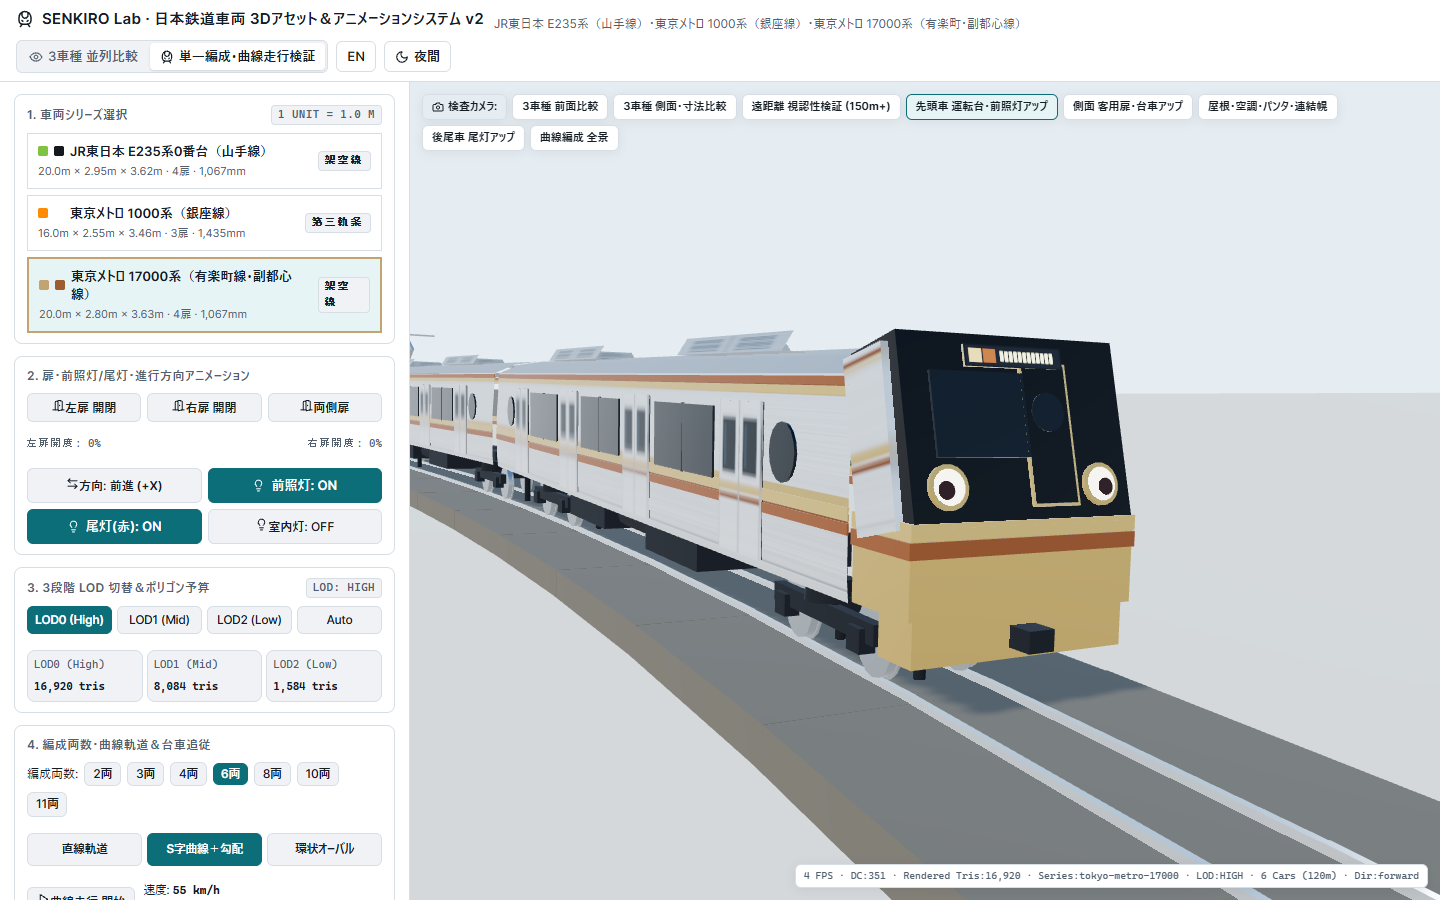 SENKIRO Lab · 日本鉄道車両 3Dアセット＆アニメーションシステム v2
JR東日本 E235系（山手線）・東京メトロ 1000系（銀座線）・東京メトロ 17000系（有楽町・副都心線）
3車種 並列比較
単一編成・曲線走行検証
EN
夜間
1. 車両シリーズ選択
1 UNIT = 1.0 M
JR東日本 E235系0番台（山手線）
20.0m × 2.95m × 3.62m · 4扉 · 1,067mm
架空線
東京メトロ 1000系（銀座線）
16.0m × 2.55m × 3.46m · 3扉 · 1,435mm
第三軌条
東京メトロ 17000系（有楽町線・副都心
線）
20.0m × 2.80m × 3.63m · 4扉 · 1,067mm
架空
線
2. 扉・前照灯/尾灯・進行方向アニメーション
左扉 開閉
右扉 開閉
両側扉
左扉開度: 0%
右扉開度: 0%
方向: 前進 (+X)
前照灯: ON
尾灯(赤): ON
室内灯: OFF
3. 3段階 LOD 切替＆ポリゴン予算
LOD: HIGH
LOD0 (High)
LOD1 (Mid)
LOD2 (Low)
Auto
LOD0 (High)
16,920 tris
LOD1 (Mid)
8,084 tris
LOD2 (Low)
1,584 tris
4. 編成両数・曲線軌道＆台車追従
編成両数:
2両
3両
4両
6両
8両
10両
11両
直線軌道
S字曲線＋勾配
環状オーバル
曲線走行 開始
速度: 55 km/h
検査カメラ:
3車種 前面比較
3車種 側面・寸法比較
遠距離 視認性検証 (150m+)
先頭車 運転台・前照灯アップ
側面 客用扉・台車アップ
屋根・空調・パンタ・連結幌
後尾車 尾灯アップ
曲線編成 全景
4 FPS · DC:351 · Rendered Tris:16,920 · Series:tokyo-metro-17000 · LOD:HIGH · 6 Cars (120m) · Dir:forward